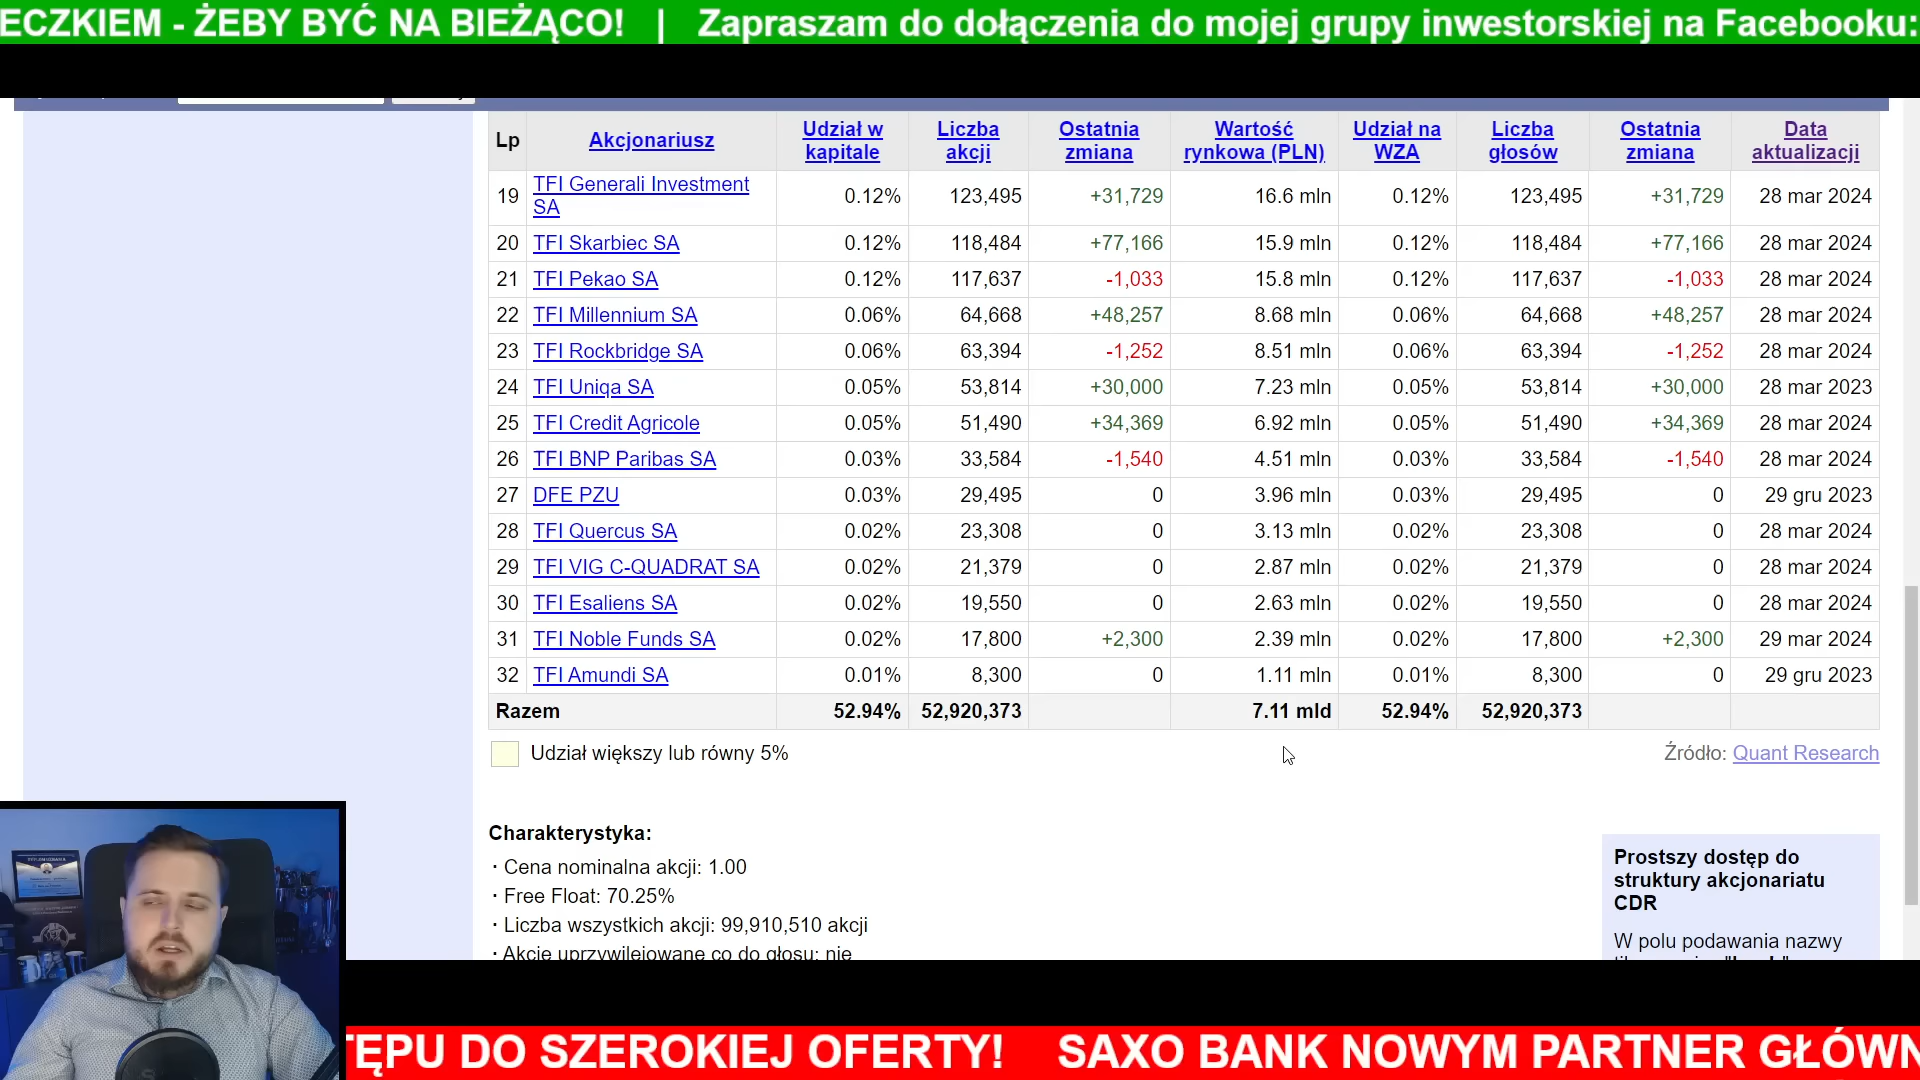 ECZKIEM - ŻEBY BYĆ NA BIEŻĄCO! | Zapraszam do dołączenia do mojej grupy inwestorskiej na Facebooku:
Lp Akcjonariusz Udział w kapitale Liczba akcji Ostatnia zmiana Wartość rynkowa (PLN) Udział na WZA Liczba głosów Ostatnia zmiana Data aktualizacji
19 TFI Generali Investment SA 0.12% 123,495 +31,729 16.6 mln 0.12% 123,495 +31,729 28 mar 2024
20 TFI Skarbiec SA 0.12% 118,484 +77,166 15.9 mln 0.12% 118,484 +77,166 28 mar 2024
21 TFI Pekao SA 0.12% 117,637 -1,033 15.8 mln 0.12% 117,637 -1,033 28 mar 2024
22 TFI Millennium SA 0.06% 64,668 +48,257 8.68 mln 0.06% 64,668 +48,257 28 mar 2024
23 TFI Rockbridge SA 0.06% 63,394 -1,252 8.51 mln 0.06% 63,394 -1,252 28 mar 2024
24 TFI Uniqa SA 0.05% 53,814 +30,000 7.23 mln 0.05% 53,814 +30,000 28 mar 2023
25 TFI Credit Agricole 0.05% 51,490 +34,369 6.92 mln 0.05% 51,490 +34,369 28 mar 2024
26 TFI BNP Paribas SA 0.03% 33,584 -1,540 4.51 mln 0.03% 33,584 -1,540 28 mar 2024
27 DFE PZU 0.03% 29,495 0 3.96 mln 0.03% 29,495 0 29 gru 2023
28 TFI Quercus SA 0.02% 23,308 0 3.13 mln 0.02% 23,308 0 28 mar 2024
29 TFI VIG C-QUADRAT SA 0.02% 21,379 0 2.87 mln 0.02% 21,379 0 28 mar 2024
30 TFI Esaliens SA 0.02% 19,550 0 2.63 mln 0.02% 19,550 0 28 mar 2024
31 TFI Noble Funds SA 0.02% 17,800 +2,300 2.39 mln 0.02% 17,800 +2,300 29 mar 2024
32 TFI Amundi SA 0.01% 8,300 0 1.11 mln 0.01% 8,300 0 29 gru 2023
Razem 52.94% 52,920,373 7.11 mld 52.94% 52,920,373
Udział większy lub równy 5%
Źródło: Quant Research
Charakterystyka:
· Cena nominalna akcji: 1.00
· Free Float: 70.25%
· Liczba wszystkich akcji: 99,910,510 akcji
· Akcje uprzywilejowane co do głosu: nie
Prostszy dostęp do
struktury akcjonariatu
CDR
W polu podawania nazwy
TĘPU DO SZEROKIEJ OFERTY! SAXO BANK NOWYM PARTNER GŁÓWN